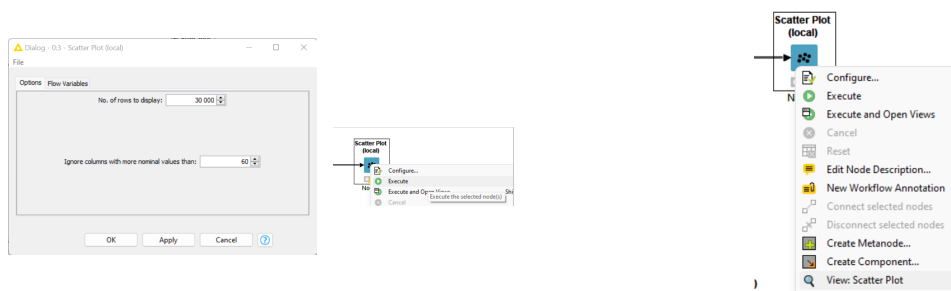 Dialog - 0:3 - Scatter Plot (local)
File
Options Flow Variables
No. of rows to display: 30 000
Ignore columns with more nominal values than: 60
OK Apply Cancel ?
Scatter Plot
(local)
No
Configure...
Execute
Execute and Open Views Shi
Execute the selected node(s)
Cancel
Scatter Plot
(local)
N
Configure...
Execute
Execute and Open Views
Cancel
Reset
Edit Node Description...
New Workflow Annotation
Connect selected nodes
Disconnect selected nodes
Create Metanode...
Create Component...
View: Scatter Plot
)